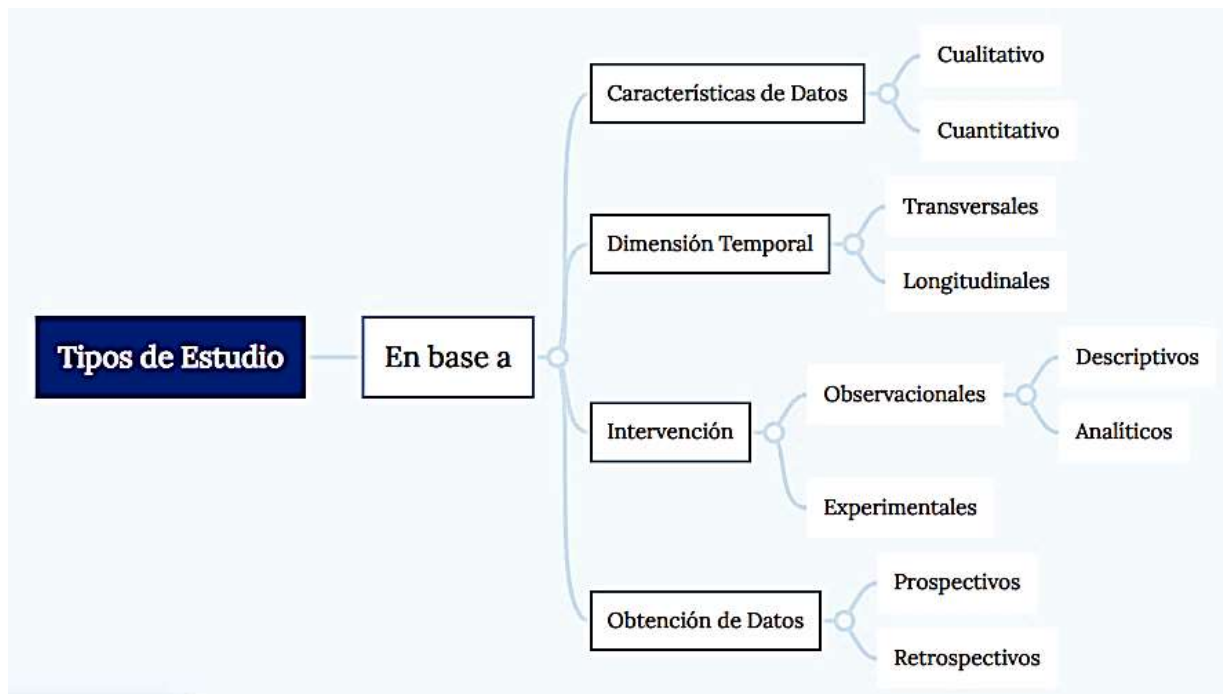 Tipos de Estudio
En base a
Características de Datos
Cualitativo
Cuantitativo
Dimensión Temporal
Transversales
Longitudinales
Intervención
Observacionales
Descriptivos
Analíticos
Experimentales
Obtención de Datos
Prospectivos
Retrospectivos